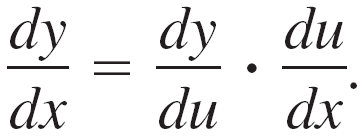 dy/dx = dy/du · du/dx.